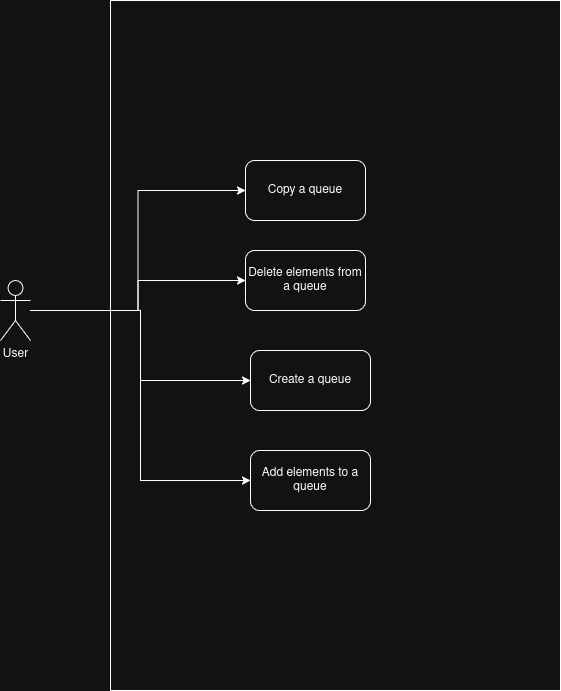 Copy a queue
Delete elements from
a queue
User
Create a queue
Add elements to a
queue